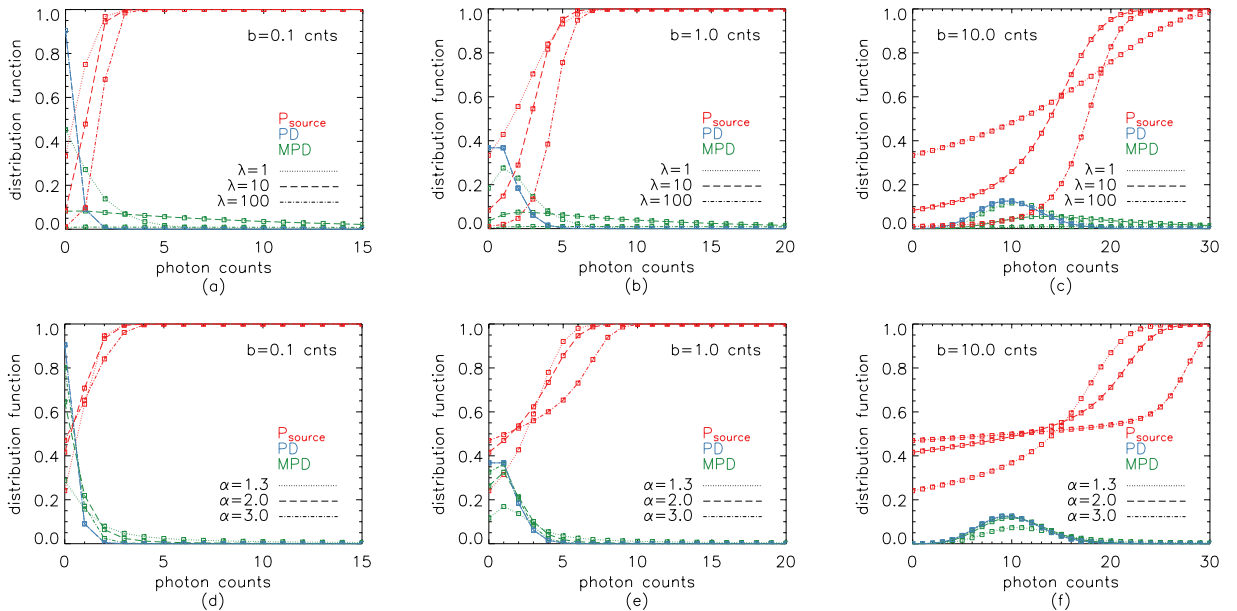 distribution function
1.0
0.8
0.6
0.4
0.2
0.0
b=0.1 cnts
P_source
PD
MPD
λ=1
λ=10
λ=100
0 5 10 15
photon counts
(a)
distribution function
1.0
0.8
0.6
0.4
0.2
0.0
b=1.0 cnts
P_source
PD
MPD
λ=1
λ=10
λ=100
0 5 10 15 20
photon counts
(b)
distribution function
1.0
0.8
0.6
0.4
0.2
0.0
b=10.0 cnts
P_source
PD
MPD
λ=1
λ=10
λ=100
0 10 20 30
photon counts
(c)
distribution function
1.0
0.8
0.6
0.4
0.2
0.0
b=0.1 cnts
P_source
PD
MPD
α=1.3
α=2.0
α=3.0
0 5 10 15
photon counts
(d)
distribution function
1.0
0.8
0.6
0.4
0.2
0.0
b=1.0 cnts
P_source
PD
MPD
α=1.3
α=2.0
α=3.0
0 5 10 15 20
photon counts
(e)
distribution function
1.0
0.8
0.6
0.4
0.2
0.0
b=10.0 cnts
P_source
PD
MPD
α=1.3
α=2.0
α=3.0
0 10 20 30
photon counts
(f)